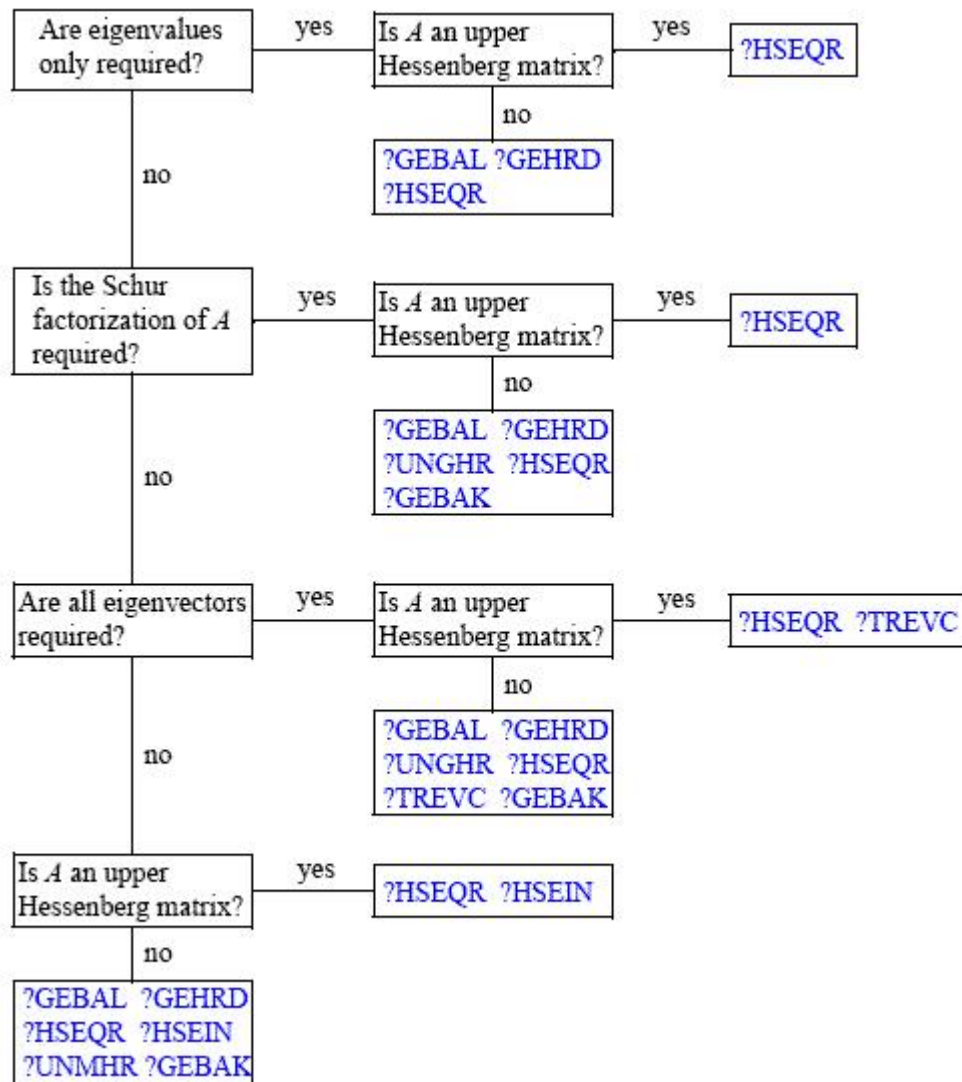 Are eigenvalues
only required?
yes
Is A an upper
Hessenberg matrix?
yes
?HSEQR
no
?GEBAL ?GEHRD
?HSEQR
no
Is the Schur
factorization of A
required?
yes
Is A an upper
Hessenberg matrix?
yes
?HSEQR
no
?GEBAL ?GEHRD
?UNGHR ?HSEQR
?GEBAK
no
Are all eigenvectors
required?
yes
Is A an upper
Hessenberg matrix?
yes
?HSEQR ?TREVC
no
?GEBAL ?GEHRD
?UNGHR ?HSEQR
?TREVC ?GEBAK
no
Is A an upper
Hessenberg matrix?
yes
?HSEQR ?HSEIN
no
?GEBAL ?GEHRD
?HSEQR ?HSEIN
?UNMHR ?GEBAK